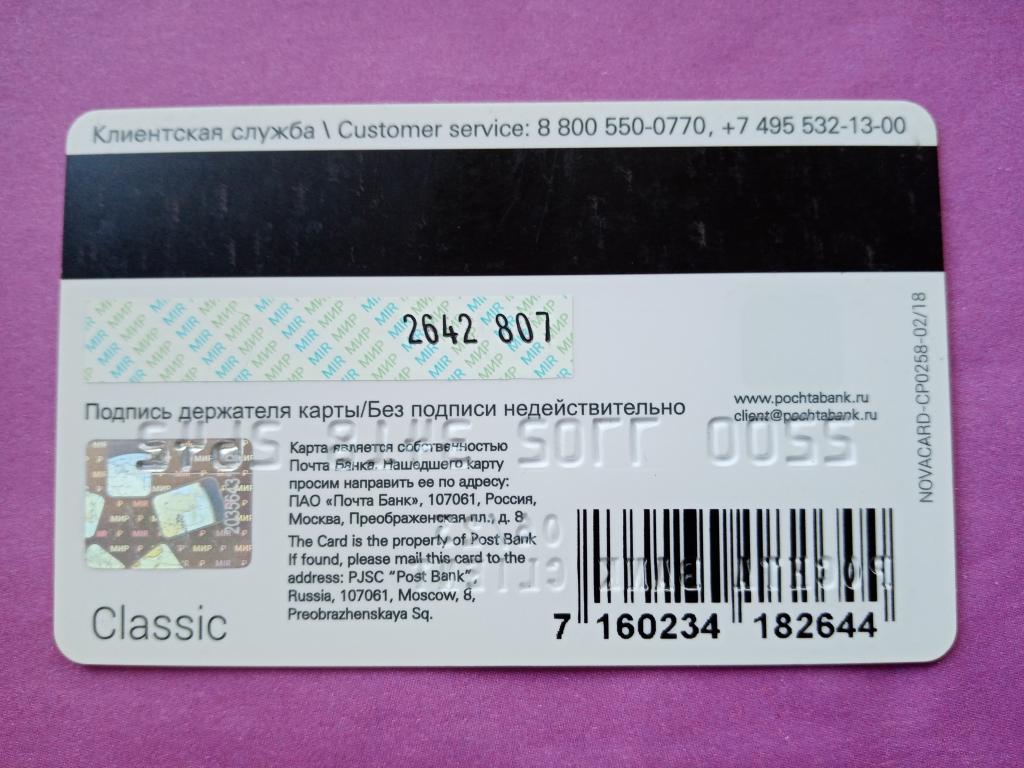 Клиентская служба \ Customer service: 8 800 550-0770, +7 495 532-13-00
2642 807
NOVACARD-CP0258-02/18
www.pochtabank.ru
client@pochtabank.ru
Подпись держателя карты/Без подписи недействительно
Карта является собственностью
Почта Банка. Нашедшего карту
просим направить ее по адресу:
ПАО «Почта Банк», 107061, Россия,
Москва, Преображенская пл., д. 8
The Card is the property of Post Bank
If found, please mail this card to the
address: PJSC "Post Bank",
Russia, 107061, Moscow, 8,
Preobrazhenskaya Sq.
Classic
7 160234 182644